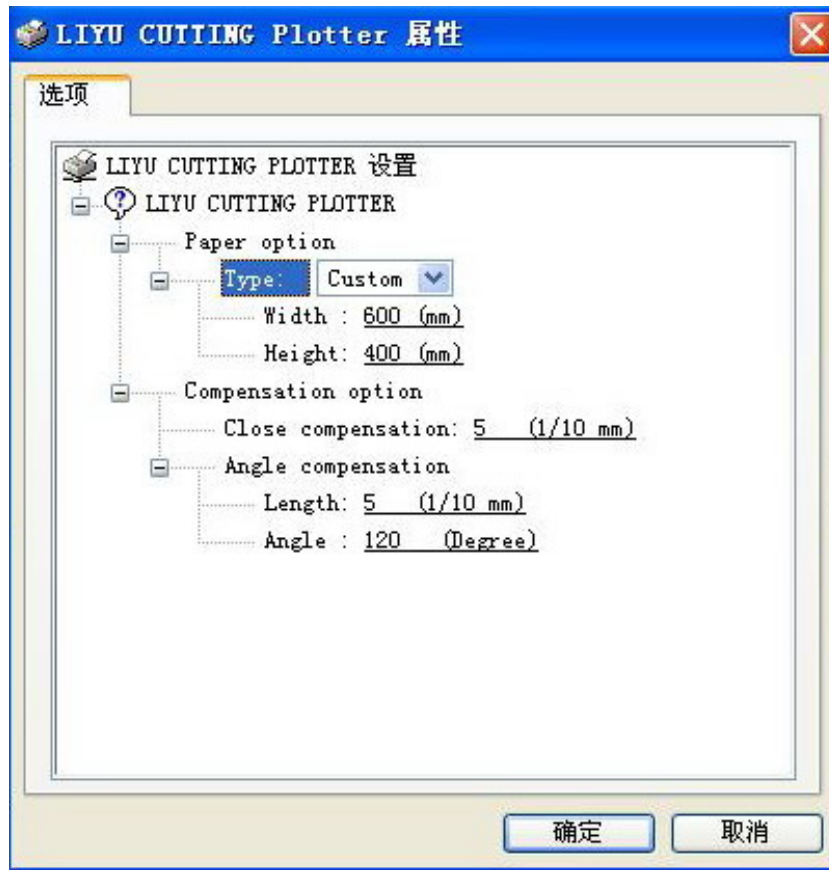 LIYU CUTTING Plotter 属性
选项
LIYU CUTTING PLOTTER 设置
LIYU CUTTING PLOTTER
Paper option
Type: Custom
Width : 600 (mm)
Height: 400 (mm)
Compensation option
Close compensation: 5 (1/10 mm)
Angle compensation
Length: 5 (1/10 mm)
Angle : 120 (Degree)
确定 取消